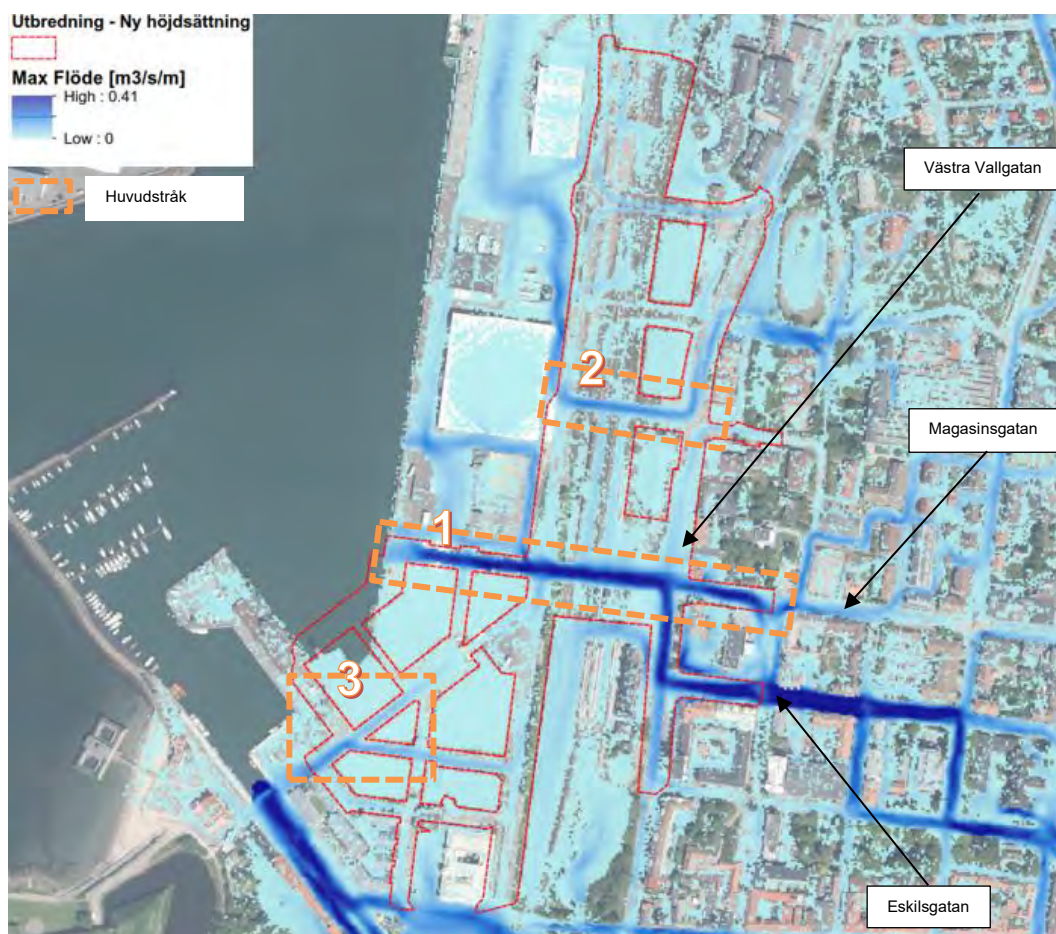 Utbredning - Ny höjdsättning
Max Flöde [m3/s/m]
High : 0.41
Low : 0
Huvudstråk
Västra Vallgatan
2
Magasinsgatan
1
3
Eskilsgatan